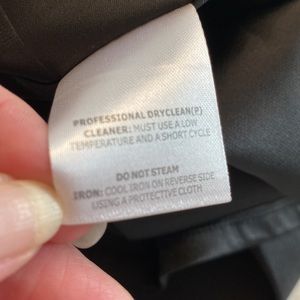 PROFESSIONAL DRYCLEAN(P)
CLEANER: MUST USE A LOW
TEMPERATURE AND A SHORT CYCLE
DO NOT STEAM
IRON: COOL IRON ON REVERSE SIDE
USING A PROTECTIVE CLOTH